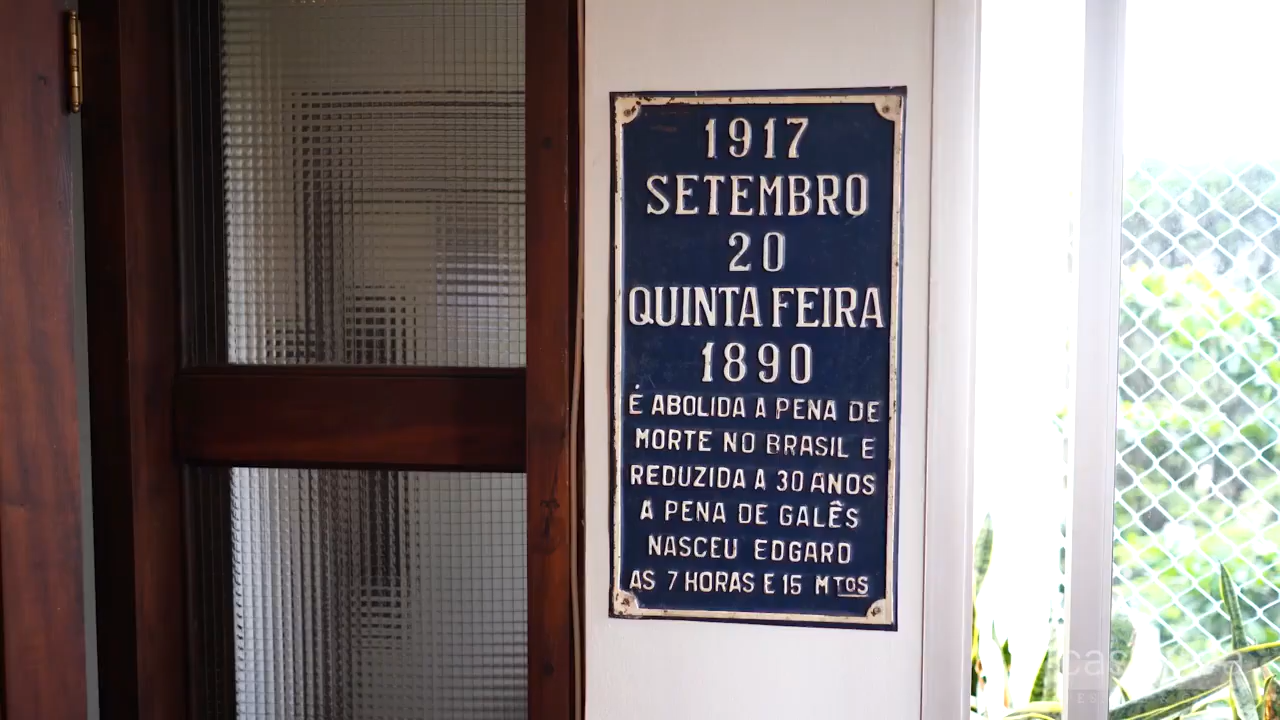 1917
SETEMBRO
20
QUINTA FEIRA
1890
É ABOLIDA A PENA DE
MORTE NO BRASIL E
REDUZIDA A 30 ANOS
A PENA DE GALÊS
NASCEU EDGARD
AS 7 HORAS E 15 MTOS